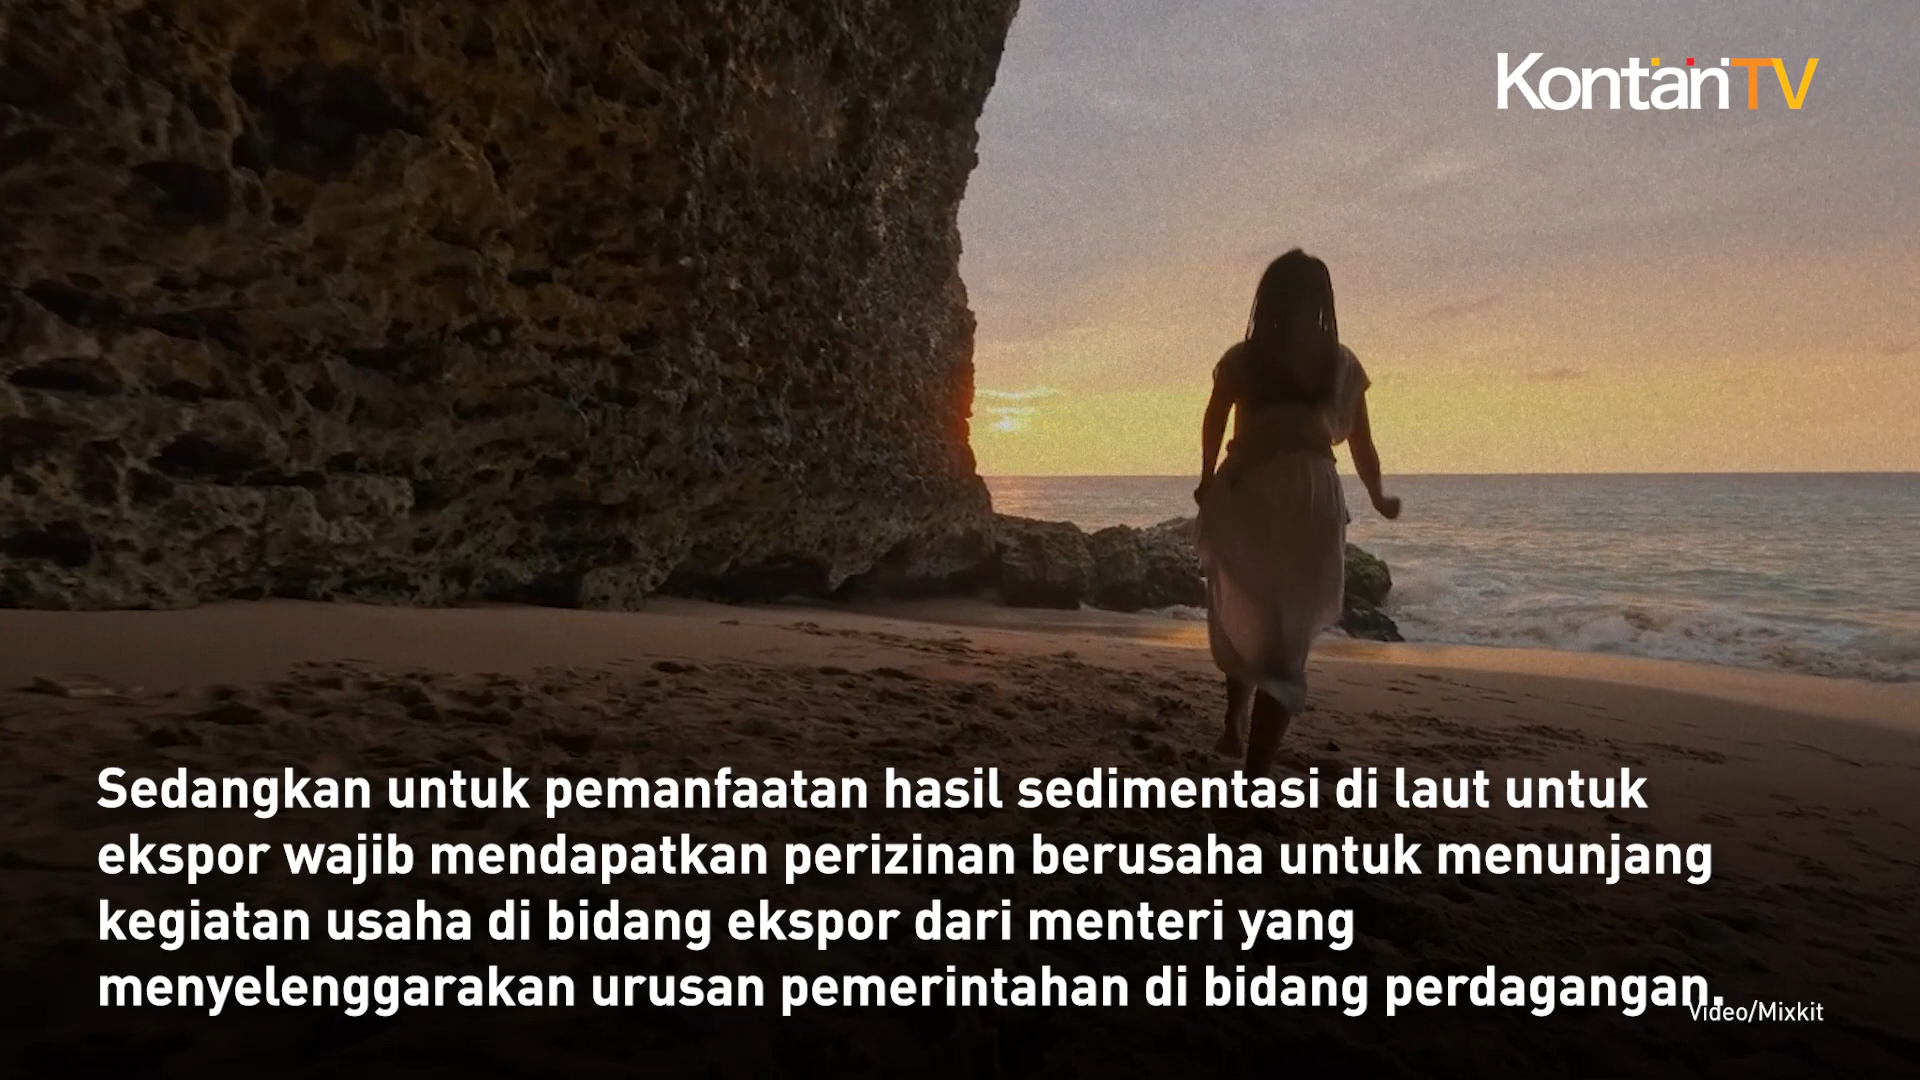 KontanTV
Sedangkan untuk pemanfaatan hasil sedimentasi di laut untuk
ekspor wajib mendapatkan perizinan berusaha untuk menunjang
kegiatan usaha di bidang ekspor dari menteri yang
menyelenggarakan urusan pemerintahan di bidang perdagangan.
Video/Mixkit